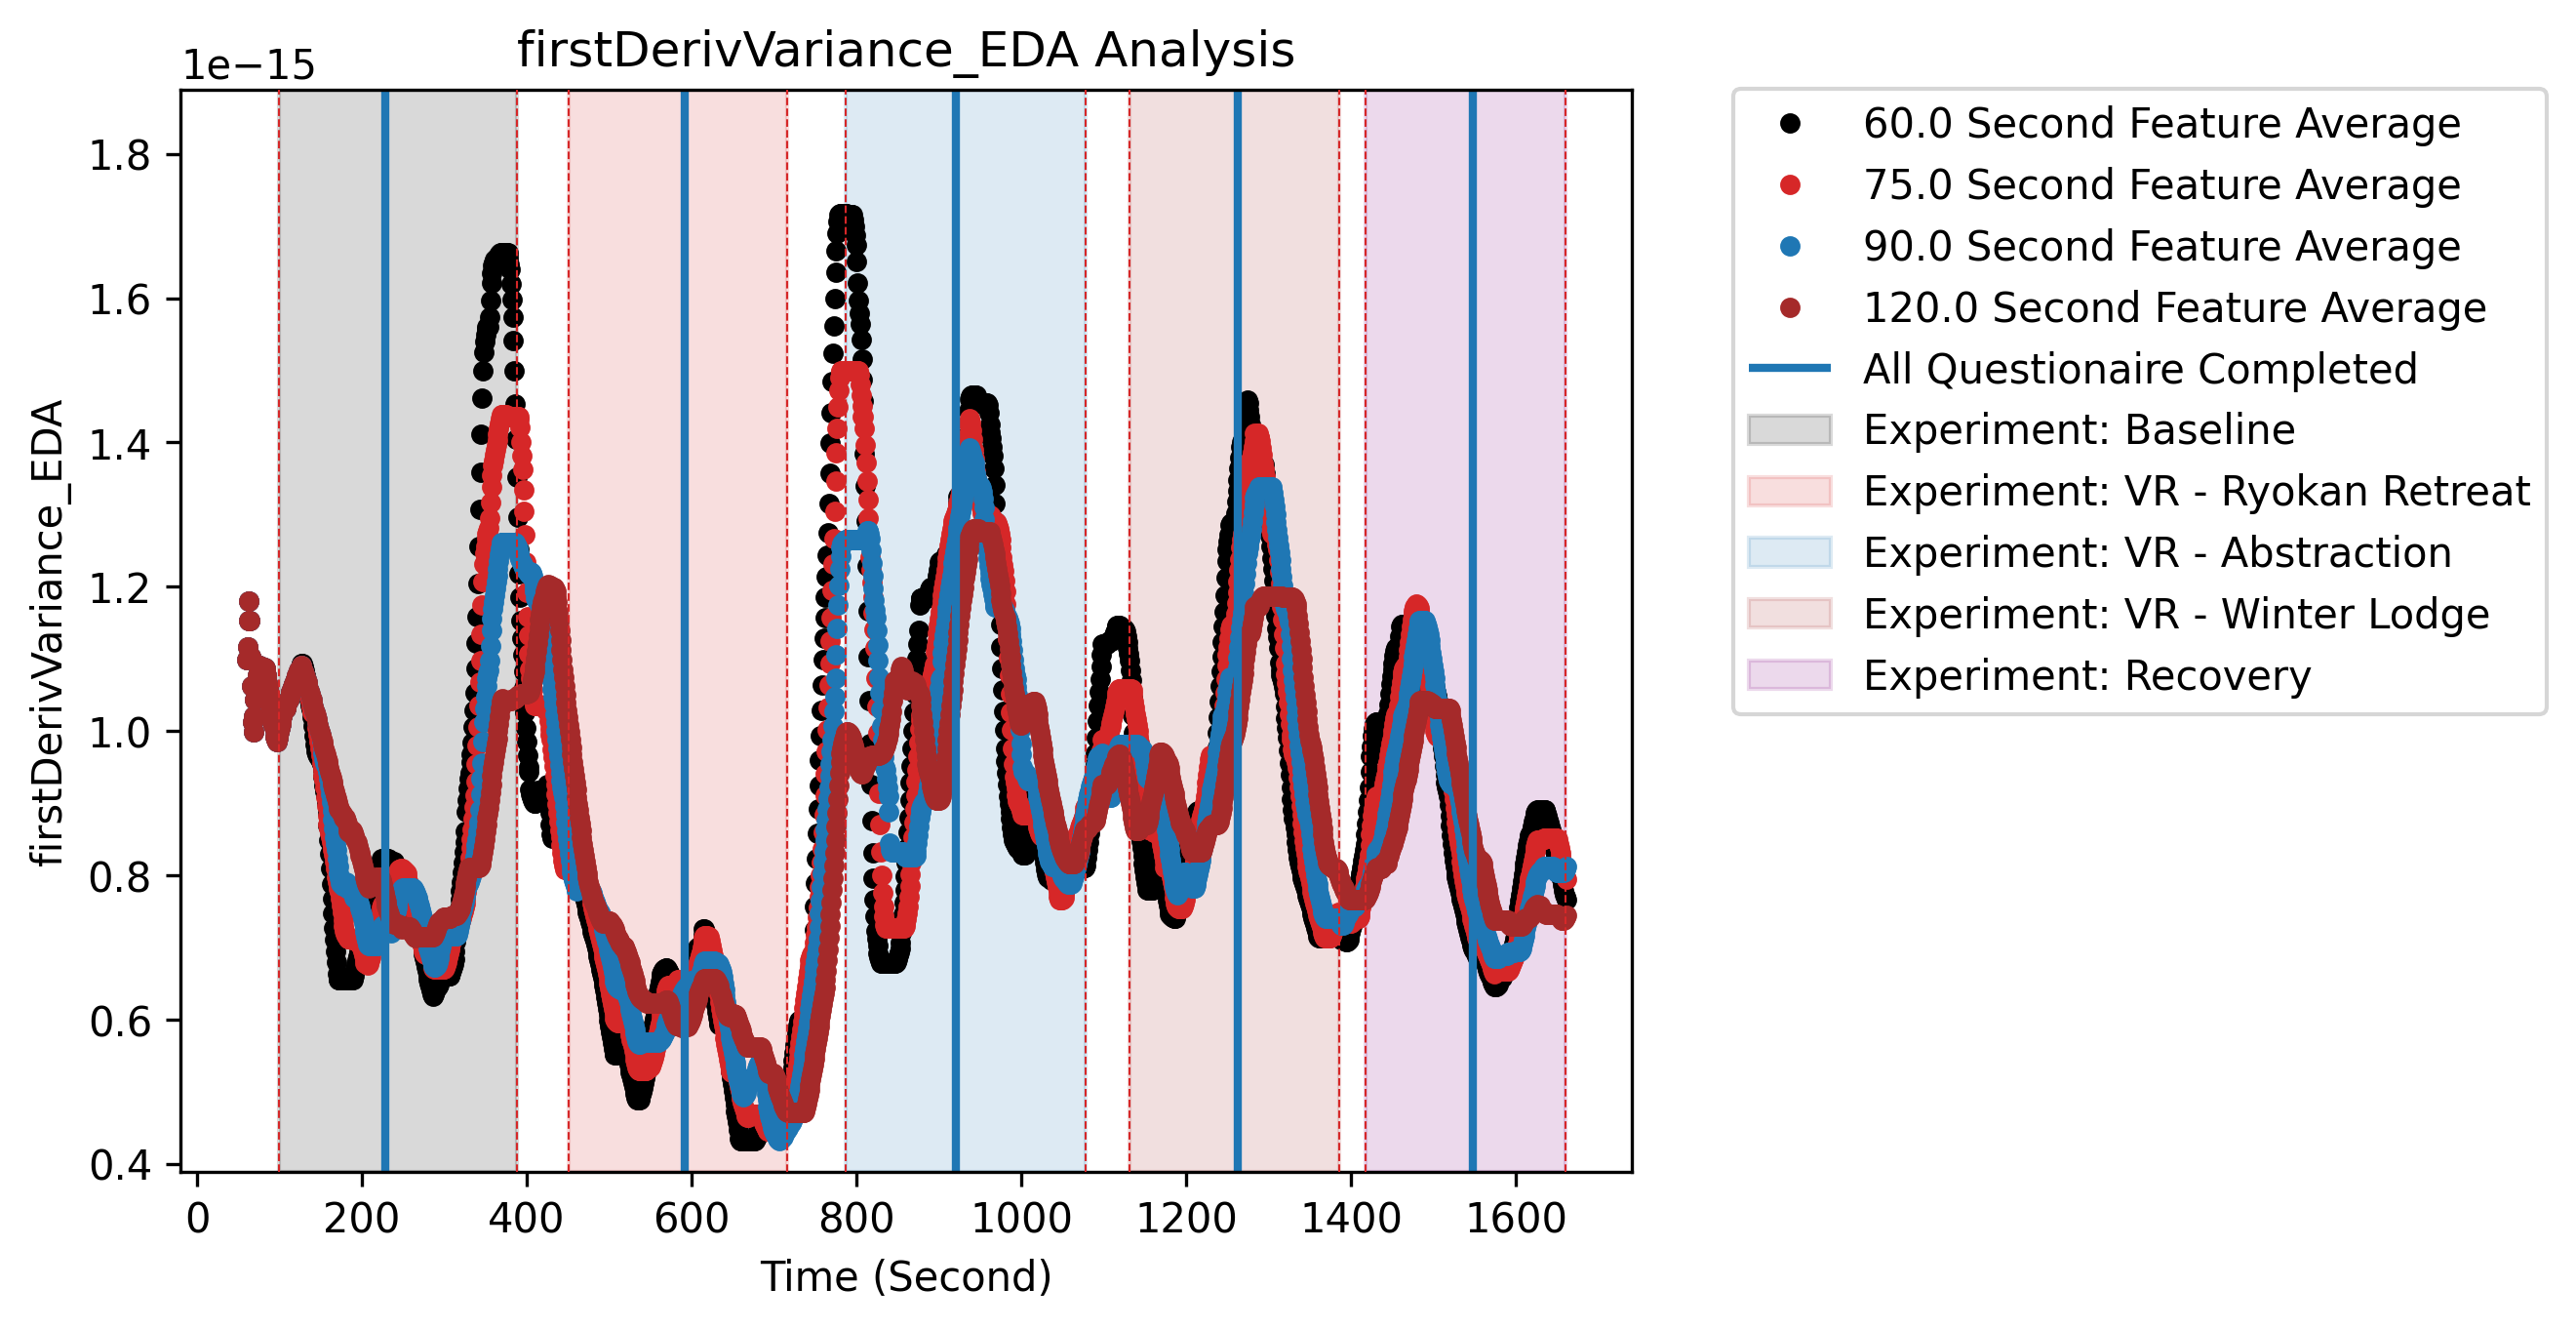 firstDerivVariance_EDA Analysis
1e−15
1.8
1.6
1.4
1.2
1.0
0.8
0.6
0.4
firstDerivVariance_EDA
0 200 400 600 800 1000 1200 1400 1600
Time (Second)
60.0 Second Feature Average
75.0 Second Feature Average
90.0 Second Feature Average
120.0 Second Feature Average
All Questionaire Completed
Experiment: Baseline
Experiment: VR - Ryokan Retreat
Experiment: VR - Abstraction
Experiment: VR - Winter Lodge
Experiment: Recovery